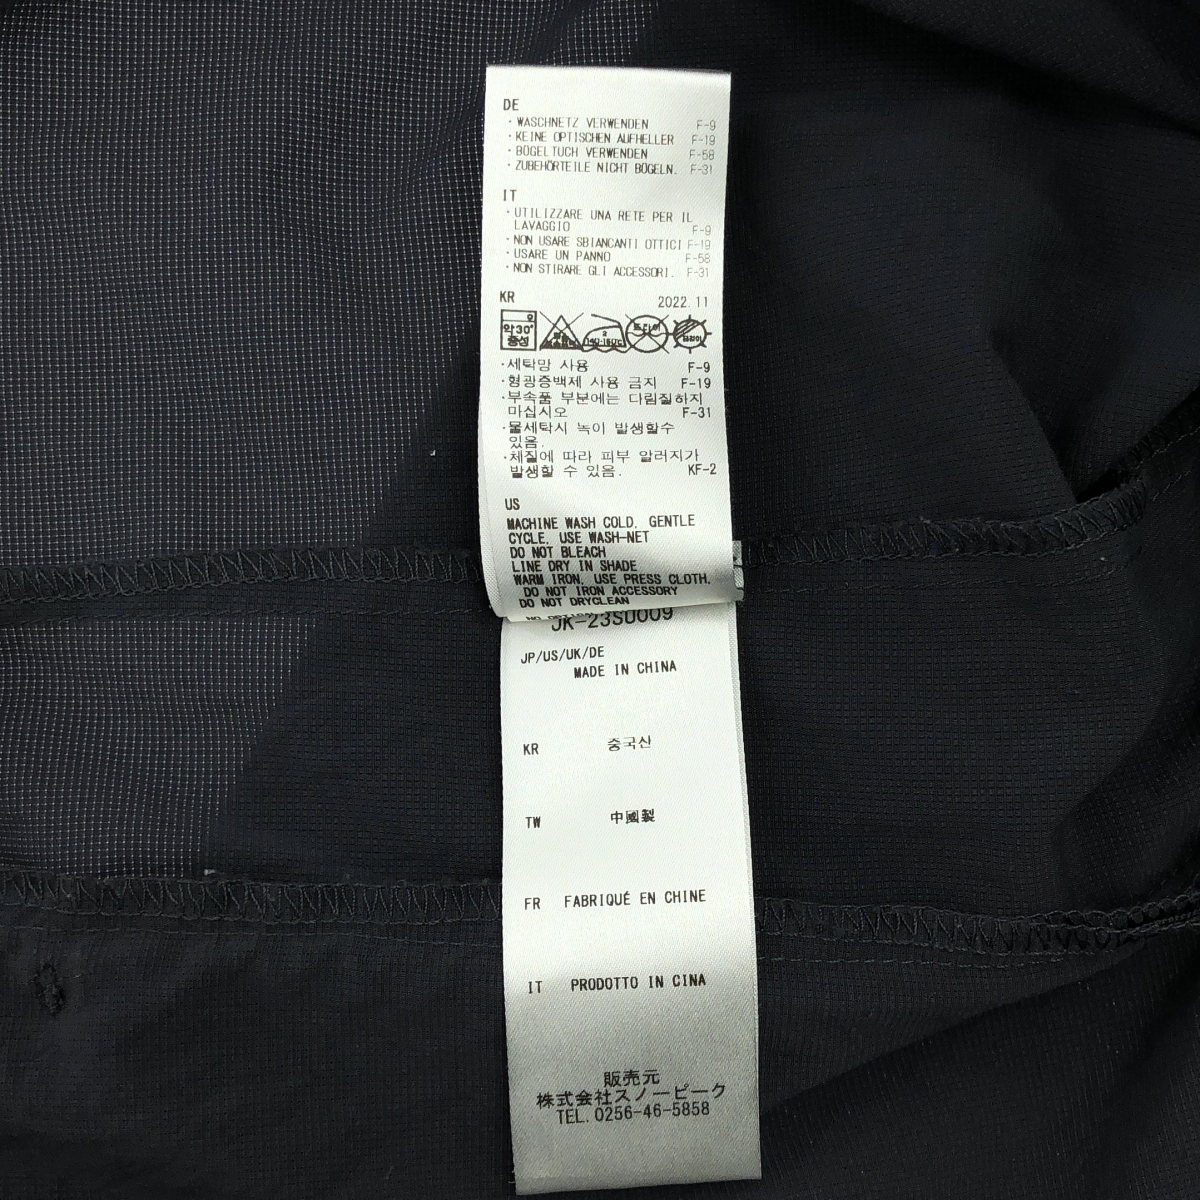 DE
・WASCHNETZ VERWENDEN F-9
・KEINE OPTISCHEN AUFHELLER F-19
・BÜGELTUCH VERWENDEN F-58
・ZUBEHÖRTEILE NICHT BÜGELN. F-31
IT
・UTILIZZARE UNA RETE PER IL
LAVAGGIO F-9
・NON USARE SBIANCANTI OTTICI F-19
・USARE UN PANNO F-58
・NON STIRARE GLI ACCESSORI. F-31
KR 2022.11
약30°
중성
드라이
・세탁망 사용 F-9
・형광증백제 사용 금지 F-19
・부속품 부분에는 다림질하지
마십시오 F-31
・물세탁시 녹이 발생할수
있음.
・체질에 따라 피부 알러지가
발생할 수 있음. KF-2
US
MACHINE WASH COLD, GENTLE
CYCLE, USE WASH-NET
DO NOT BLEACH
LINE DRY IN SHADE
WARM IRON, USE PRESS CLOTH.
DO NOT IRON ACCESSORY
DO NOT DRYCLEAN
JK-23SU009
JP/US/UK/DE
MADE IN CHINA
KR 중국산
TW 中國製
FR FABRIQUÉ EN CHINE
IT PRODOTTO IN CINA
販売元
株式会社スノーピーク
TEL. 0256-46-5858